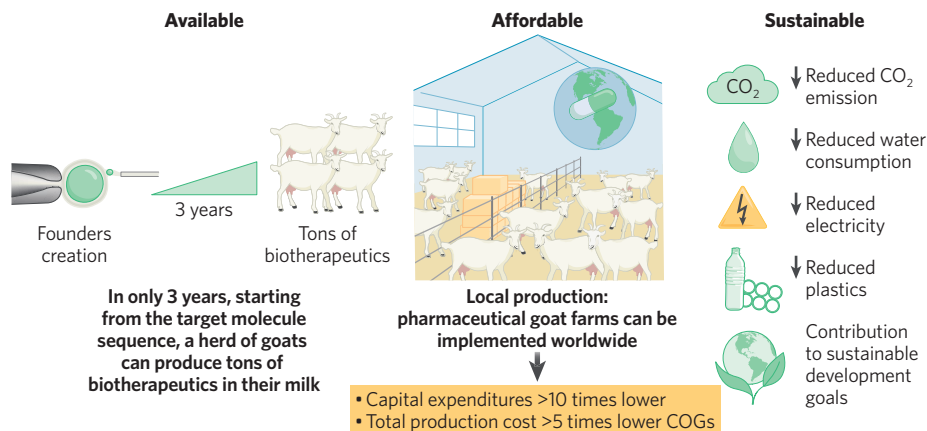 Available
Founders
creation
3 years
Tons of
biotherapeutics
In only 3 years, starting
from the target molecule
sequence, a herd of goats
can produce tons of
biotherapeutics in their milk
Affordable
Local production:
pharmaceutical goat farms can be
implemented worldwide
• Capital expenditures >10 times lower
• Total production cost >5 times lower COGs
Sustainable
CO₂
Reduced CO₂
emission
Reduced water
consumption
Reduced
electricity
Reduced
plastics
Contribution
to sustainable
development
goals